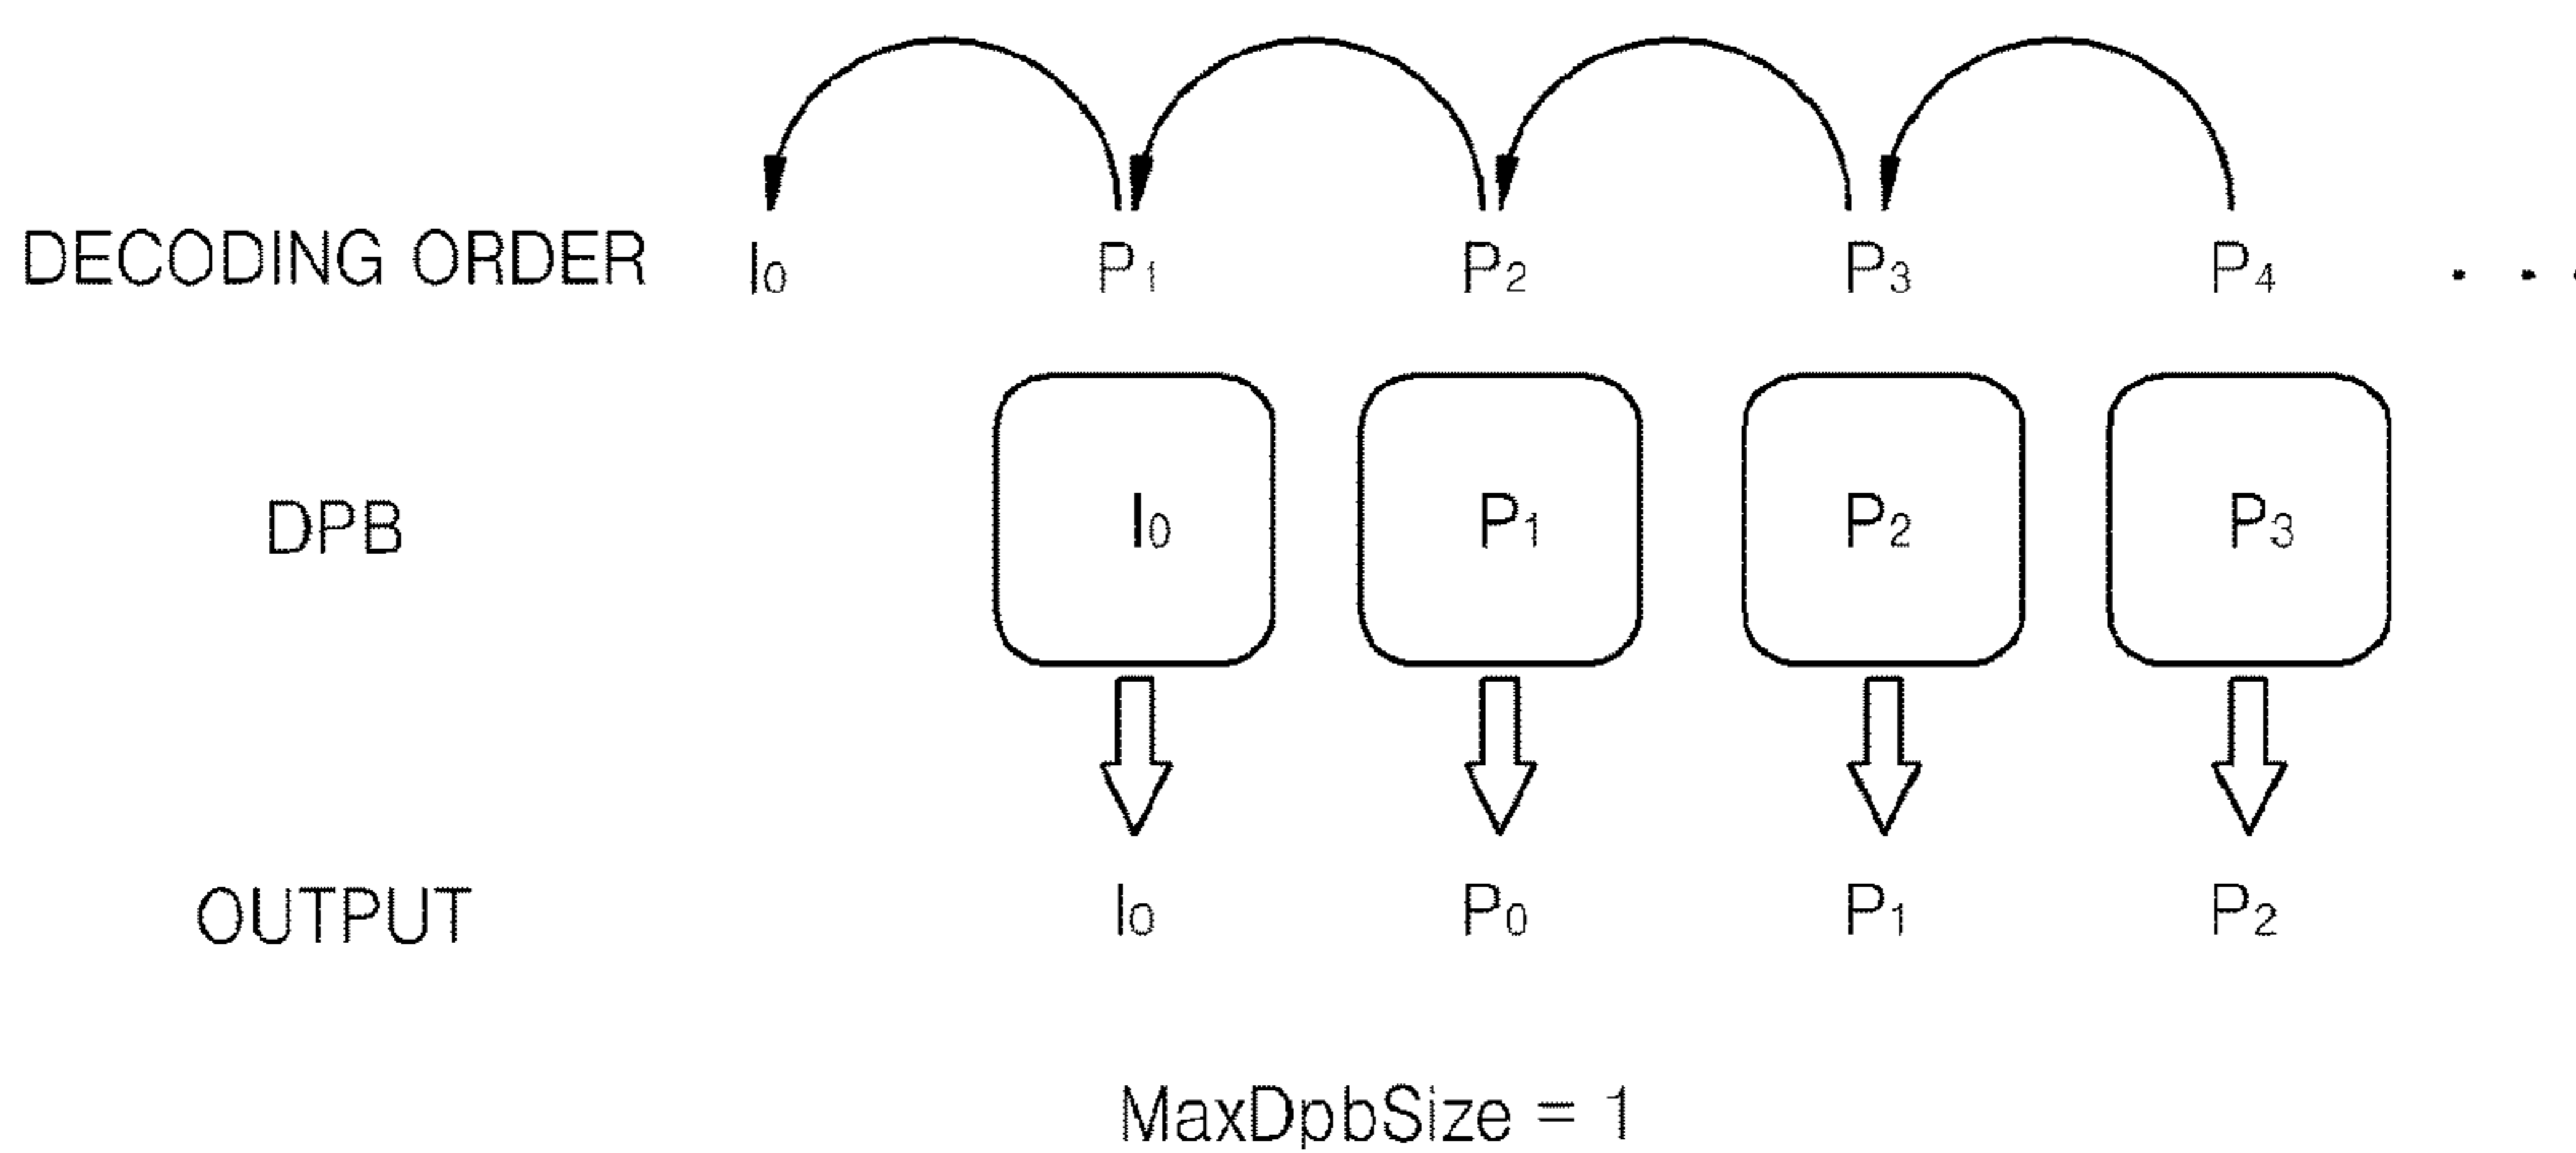 DECODING ORDER I0 P1 P2 P3 P4 . . .
DPB I0 P1 P2 P3
OUTPUT I0 P0 P1 P2
MaxDpbSize = 1